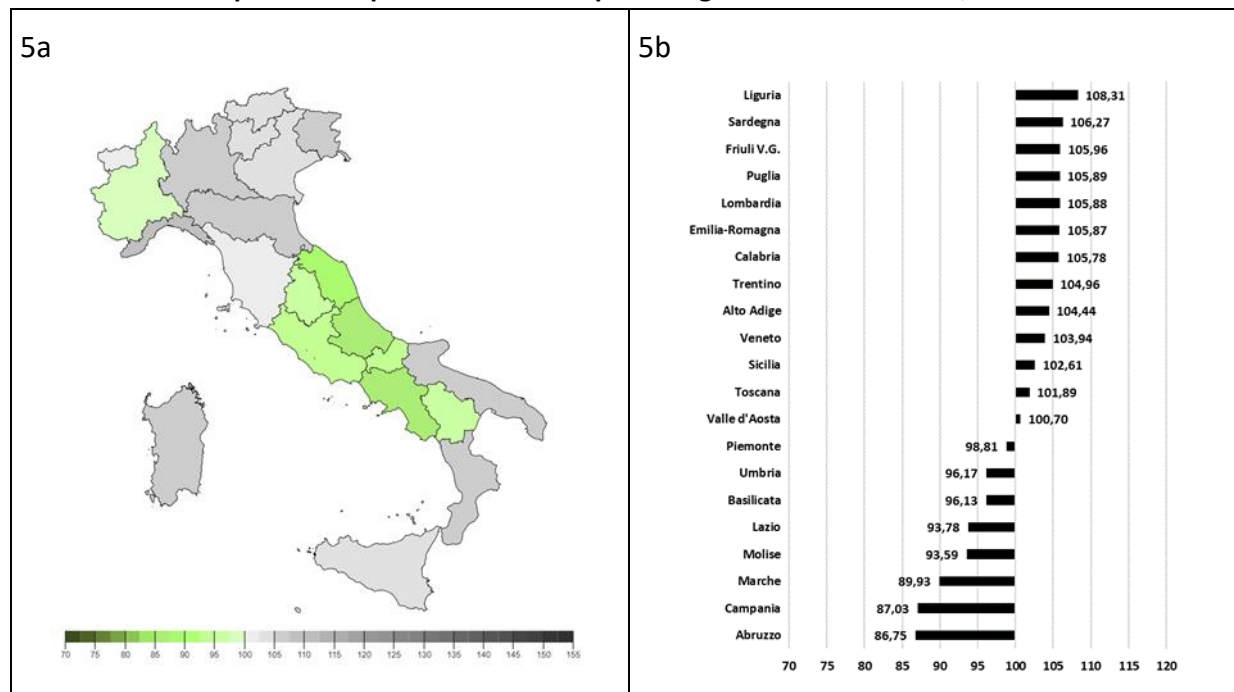 5a
70 75 80 85 90 95 100 105 110 115 120 125 130 135 140 145 150 155
5b
Liguria 108,31
Sardegna 106,27
Friuli V.G. 105,96
Puglia 105,89
Lombardia 105,88
Emilia-Romagna 105,87
Calabria 105,78
Trentino 104,96
Alto Adige 104,44
Veneto 103,94
Sicilia 102,61
Toscana 101,89
Valle d'Aosta 100,70
Piemonte 98,81
Umbria 96,17
Basilicata 96,13
Lazio 93,78
Molise 93,59
Marche 89,93
Campania 87,03
Abruzzo 86,75
70 75 80 85 90 95 100 105 110 115 120